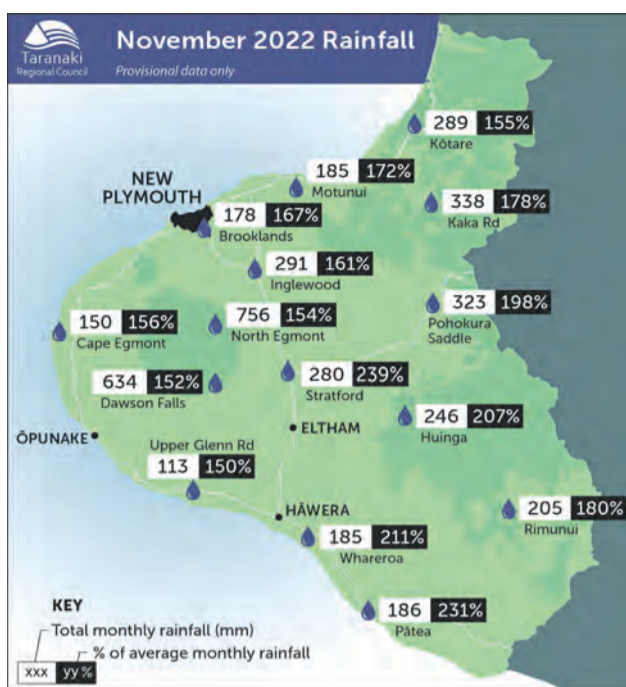 Taranaki
Regional Council
November 2022 Rainfall
Provisional data only
289 155%
Kōtare
185 172%
Motunui
NEW
PLYMOUTH
338 178%
Kaka Rd
178 167%
Brooklands
291 161%
Inglewood
323 198%
Pohokura
Saddle
150 156%
Cape Egmont
756 154%
North Egmont
634 152%
Dawson Falls
280 239%
Stratford
246 207%
Huinga
ŌPUNAKE
ELTHAM
Upper Glenn Rd
113 150%
HĀWERA
205 180%
Rimunui
185 211%
Whareroa
186 231%
Pātea
KEY
Total monthly rainfall (mm)
% of average monthly rainfall
xxx yy%